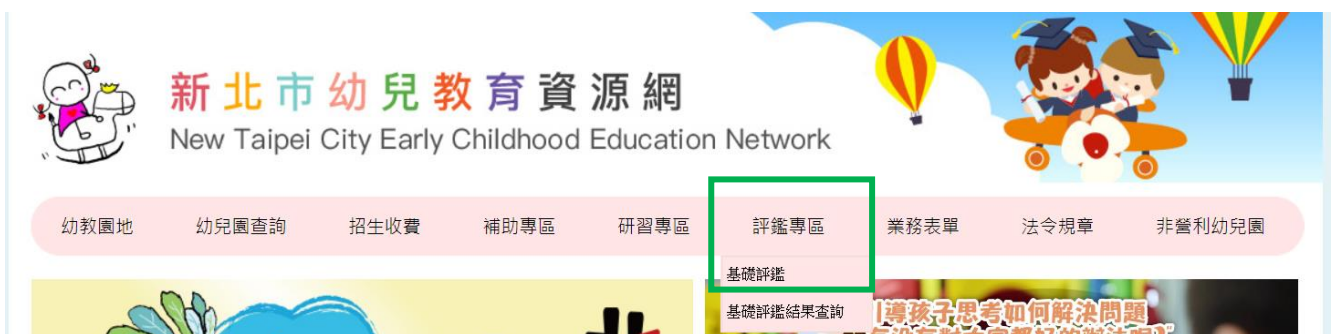 新北市幼兒教育資源網
New Taipei City Early Childhood Education Network
幼教園地 幼兒園查詢 招生收費 補助專區 研習專區 評鑑專區 業務表單 法令規章 非營利幼兒園
基礎評鑑
基礎評鑑結果查詢
引導孩子思考如何解決問題